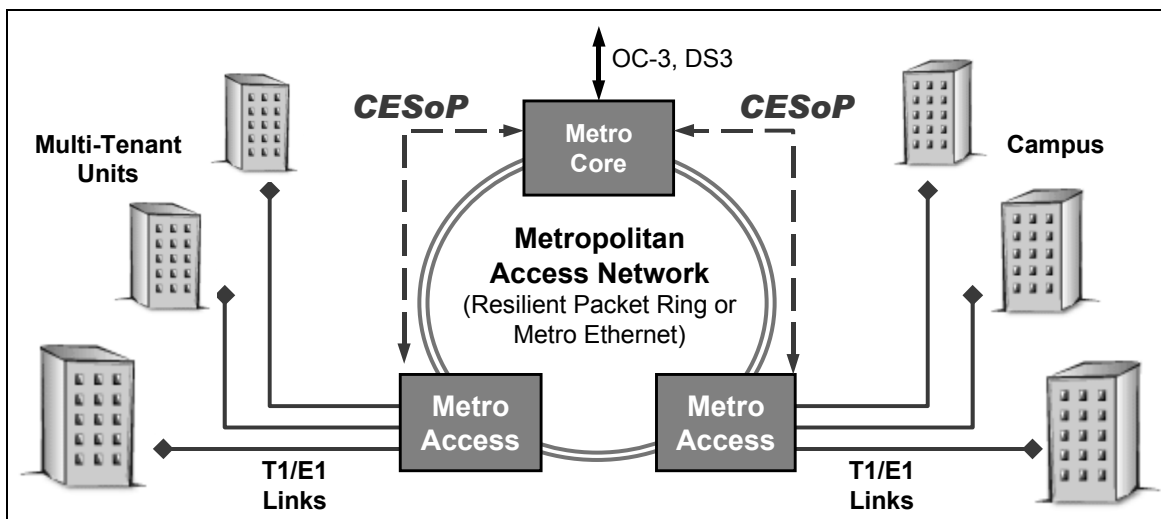 OC-3, DS3
CESoP
CESoP
Metro
Core
Multi-Tenant
Units
Campus
Metropolitan
Access Network
(Resilient Packet Ring or
Metro Ethernet)
Metro
Access
Metro
Access
T1/E1
Links
T1/E1
Links